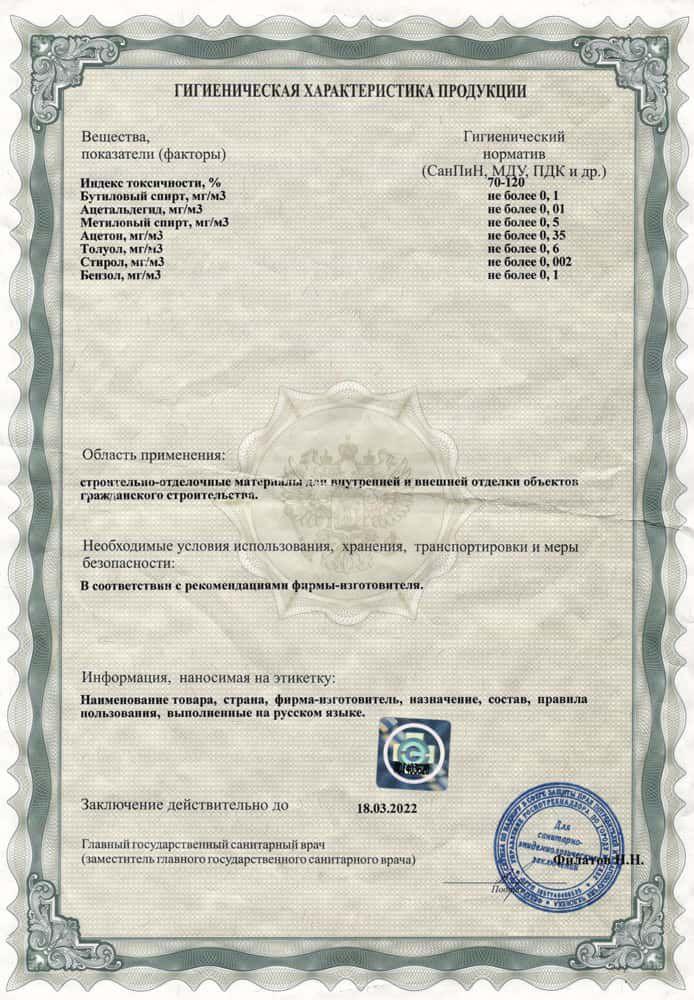 ГИГИЕНИЧЕСКАЯ ХАРАКТЕРИСТИКА ПРОДУКЦИИ
Вещества, Гигиенический
показатели (факторы) норматив
(СанПиН, МДУ, ПДК и др.)
Индекс токсичности, % 70-120
Бутиловый спирт, мг/м3 не более 0, 1
Ацетальдегид, мг/м3 не более 0, 01
Метиловый спирт, мг/м3 не более 0, 5
Ацетон, мг/м3 не более 0, 35
Толуол, мг/м3 не более 0, 6
Стирол, мг/м3 не более 0, 002
Бензол, мг/м3 не более 0, 1
Область применения:
строительно-отделочные материалы для внутренней и внешней отделки объектов
гражданского строительства.
Необходимые условия использования, хранения, транспортировки и меры
безопасности:
В соответствии с рекомендациями фирмы-изготовителя.
Информация, наносимая на этикетку:
Наименование товара, страна, фирма-изготовитель, назначение, состав, правила
пользования, выполненные на русском языке.
Заключение действительно до 18.03.2022
Главный государственный санитарный врач
(заместитель главного государственного санитарного врача)
Филатов Н.Н.
Для
санитарно-
эпидемиологических
заключений